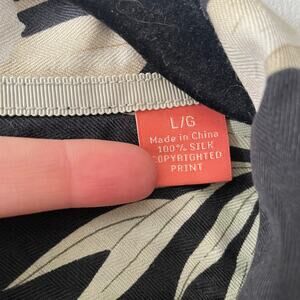 L/G
Made in China
100% SILK
COPYRIGHTED
PRINT